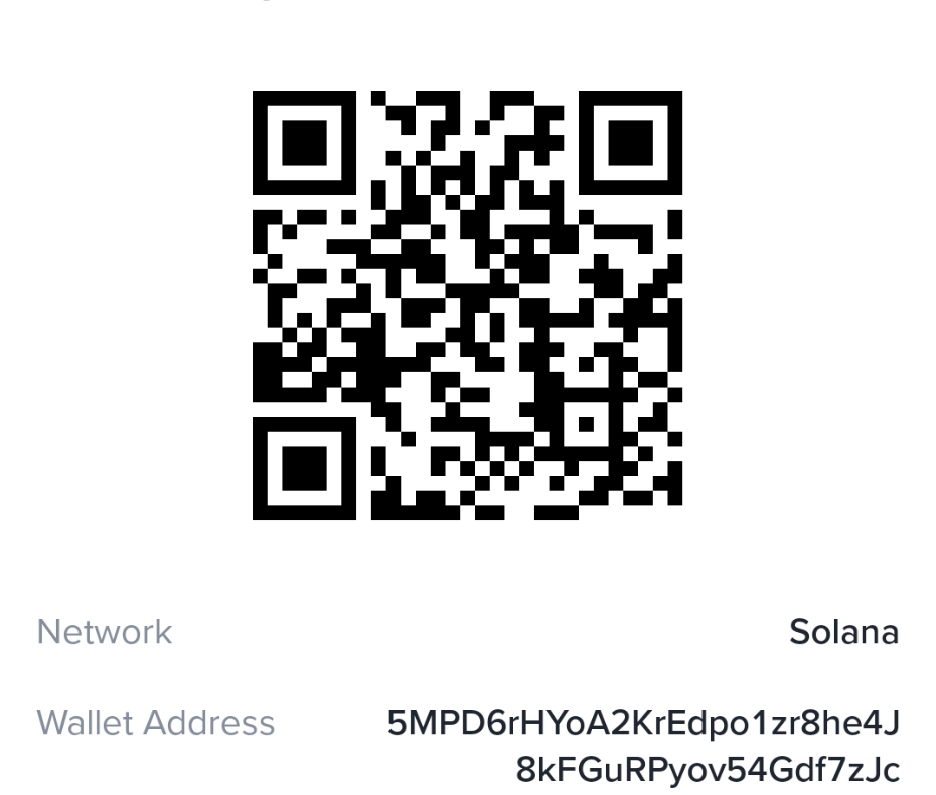 Network
Solana
Wallet Address
5MPD6rHYoA2KrEdpo1zr8he4J
8kFGuRPyov54Gdf7zJc